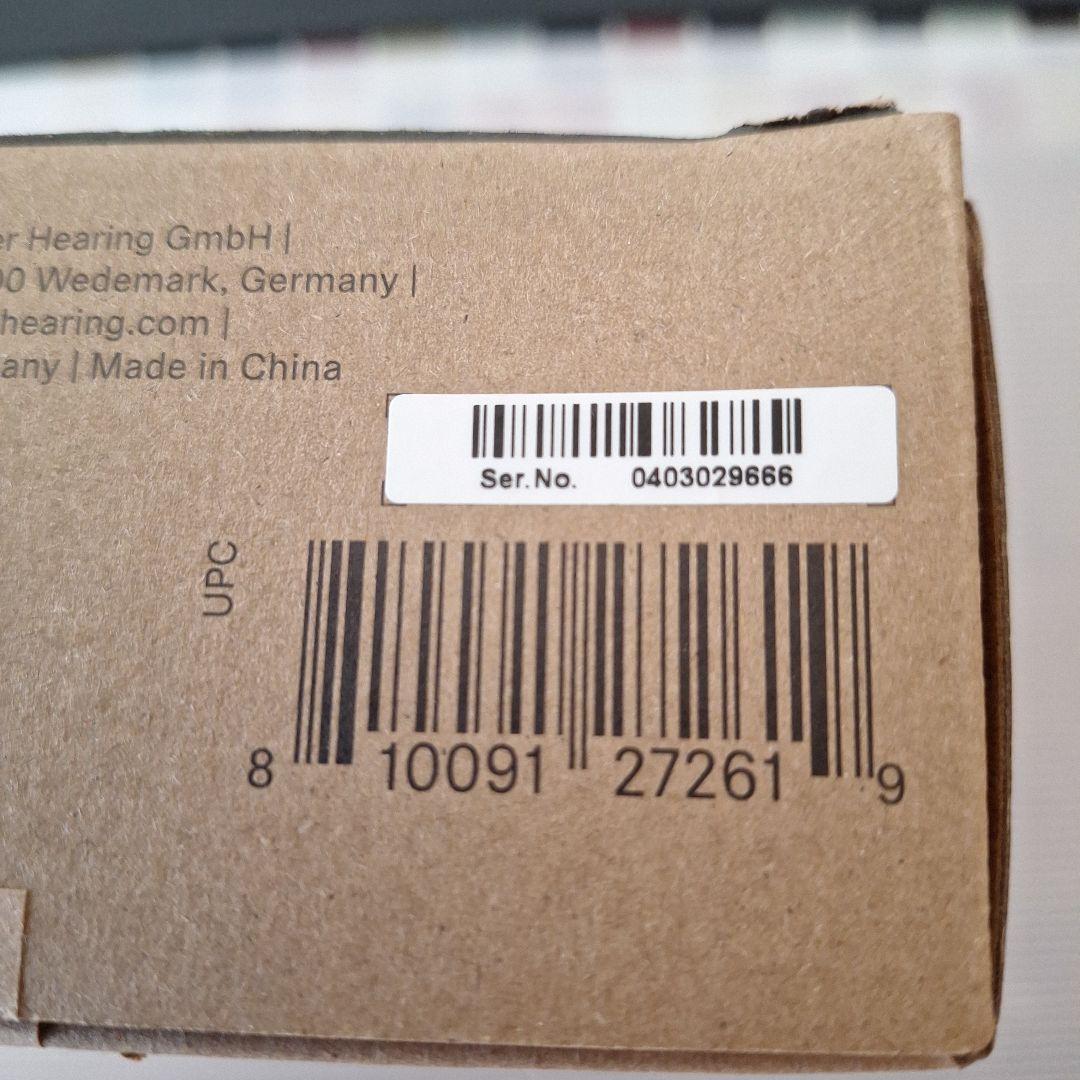 er Hearing GmbH |
00 Wedemark, Germany |
hearing.com |
any | Made in China
Ser.No. 0403029666
UPC
8 10091 27261 9